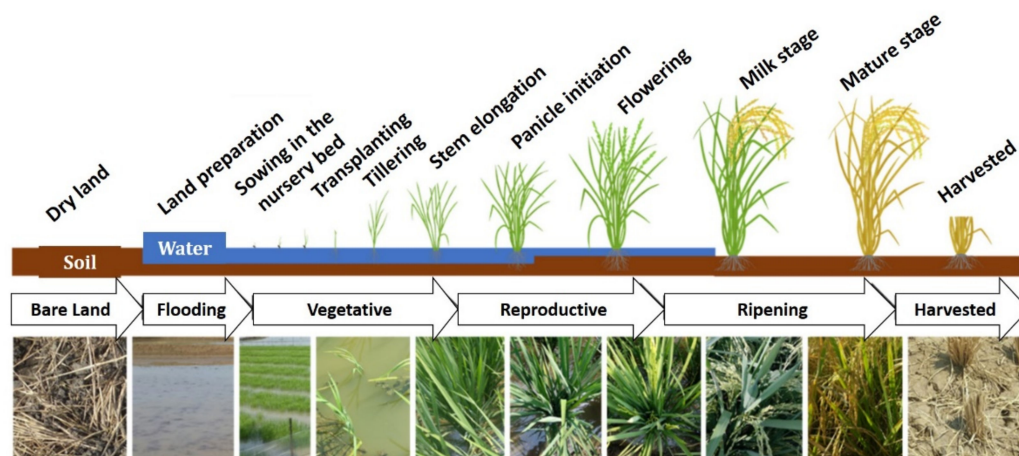 Dry land
Land preparation
Sowing in the
nursery bed
Transplanting
Tillering
Stem elongation
Panicle initiation
Flowering
Milk stage
Mature stage
Harvested
Soil
Water
Bare Land
Flooding
Vegetative
Reproductive
Ripening
Harvested